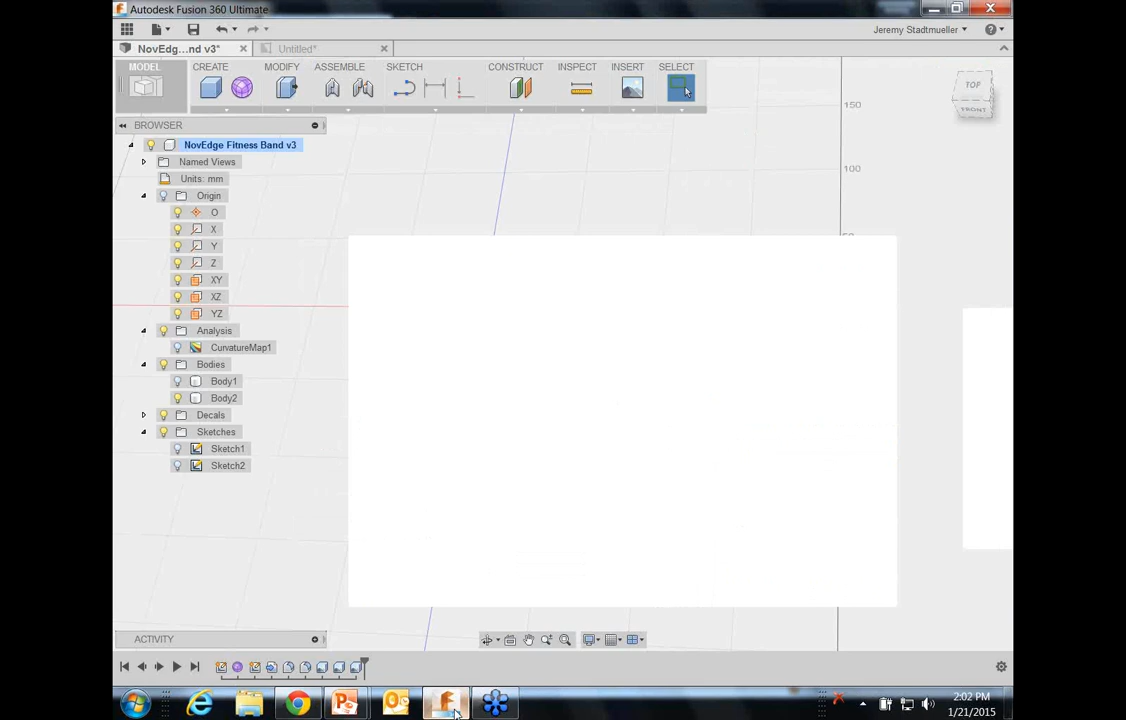 Autodesk Fusion 360 Ultimate
Jeremy Stadtmueller
NovEdg...nd v3*
Untitled*
MODEL
CREATE
MODIFY
ASSEMBLE
SKETCH
CONSTRUCT
INSPECT
INSERT
SELECT
TOP
FRONT
150
100
BROWSER
NovEdge Fitness Band v3
Named Views
Units: mm
Origin
O
X
Y
Z
XY
XZ
YZ
Analysis
CurvatureMap1
Bodies
Body1
Body2
Decals
Sketches
Sketch1
Sketch2
ACTIVITY
2:02 PM
1/21/2015